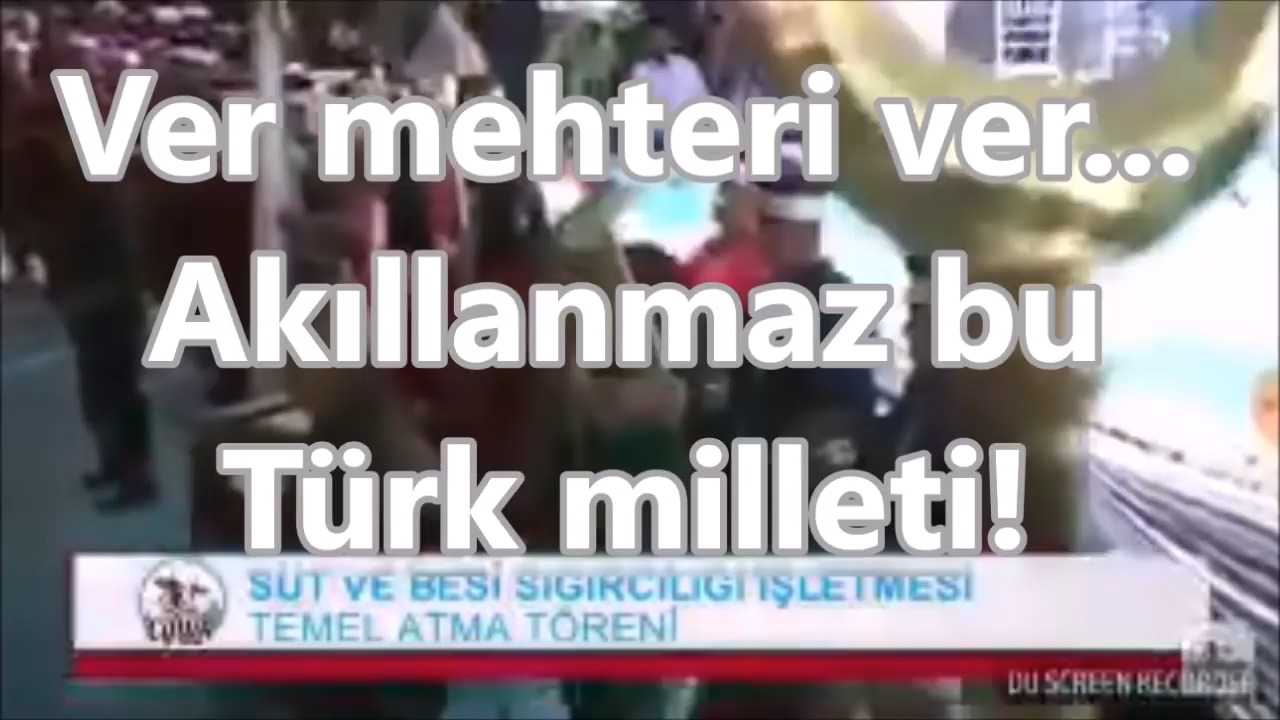 Ver mehteri ver...
Akıllanmaz bu
Türk milleti!
SÜT VE BESİ SIĞIRCILIĞI İŞLETMESİ
TEMEL ATMA TÖRENİ
DU SCREEN RECORDER